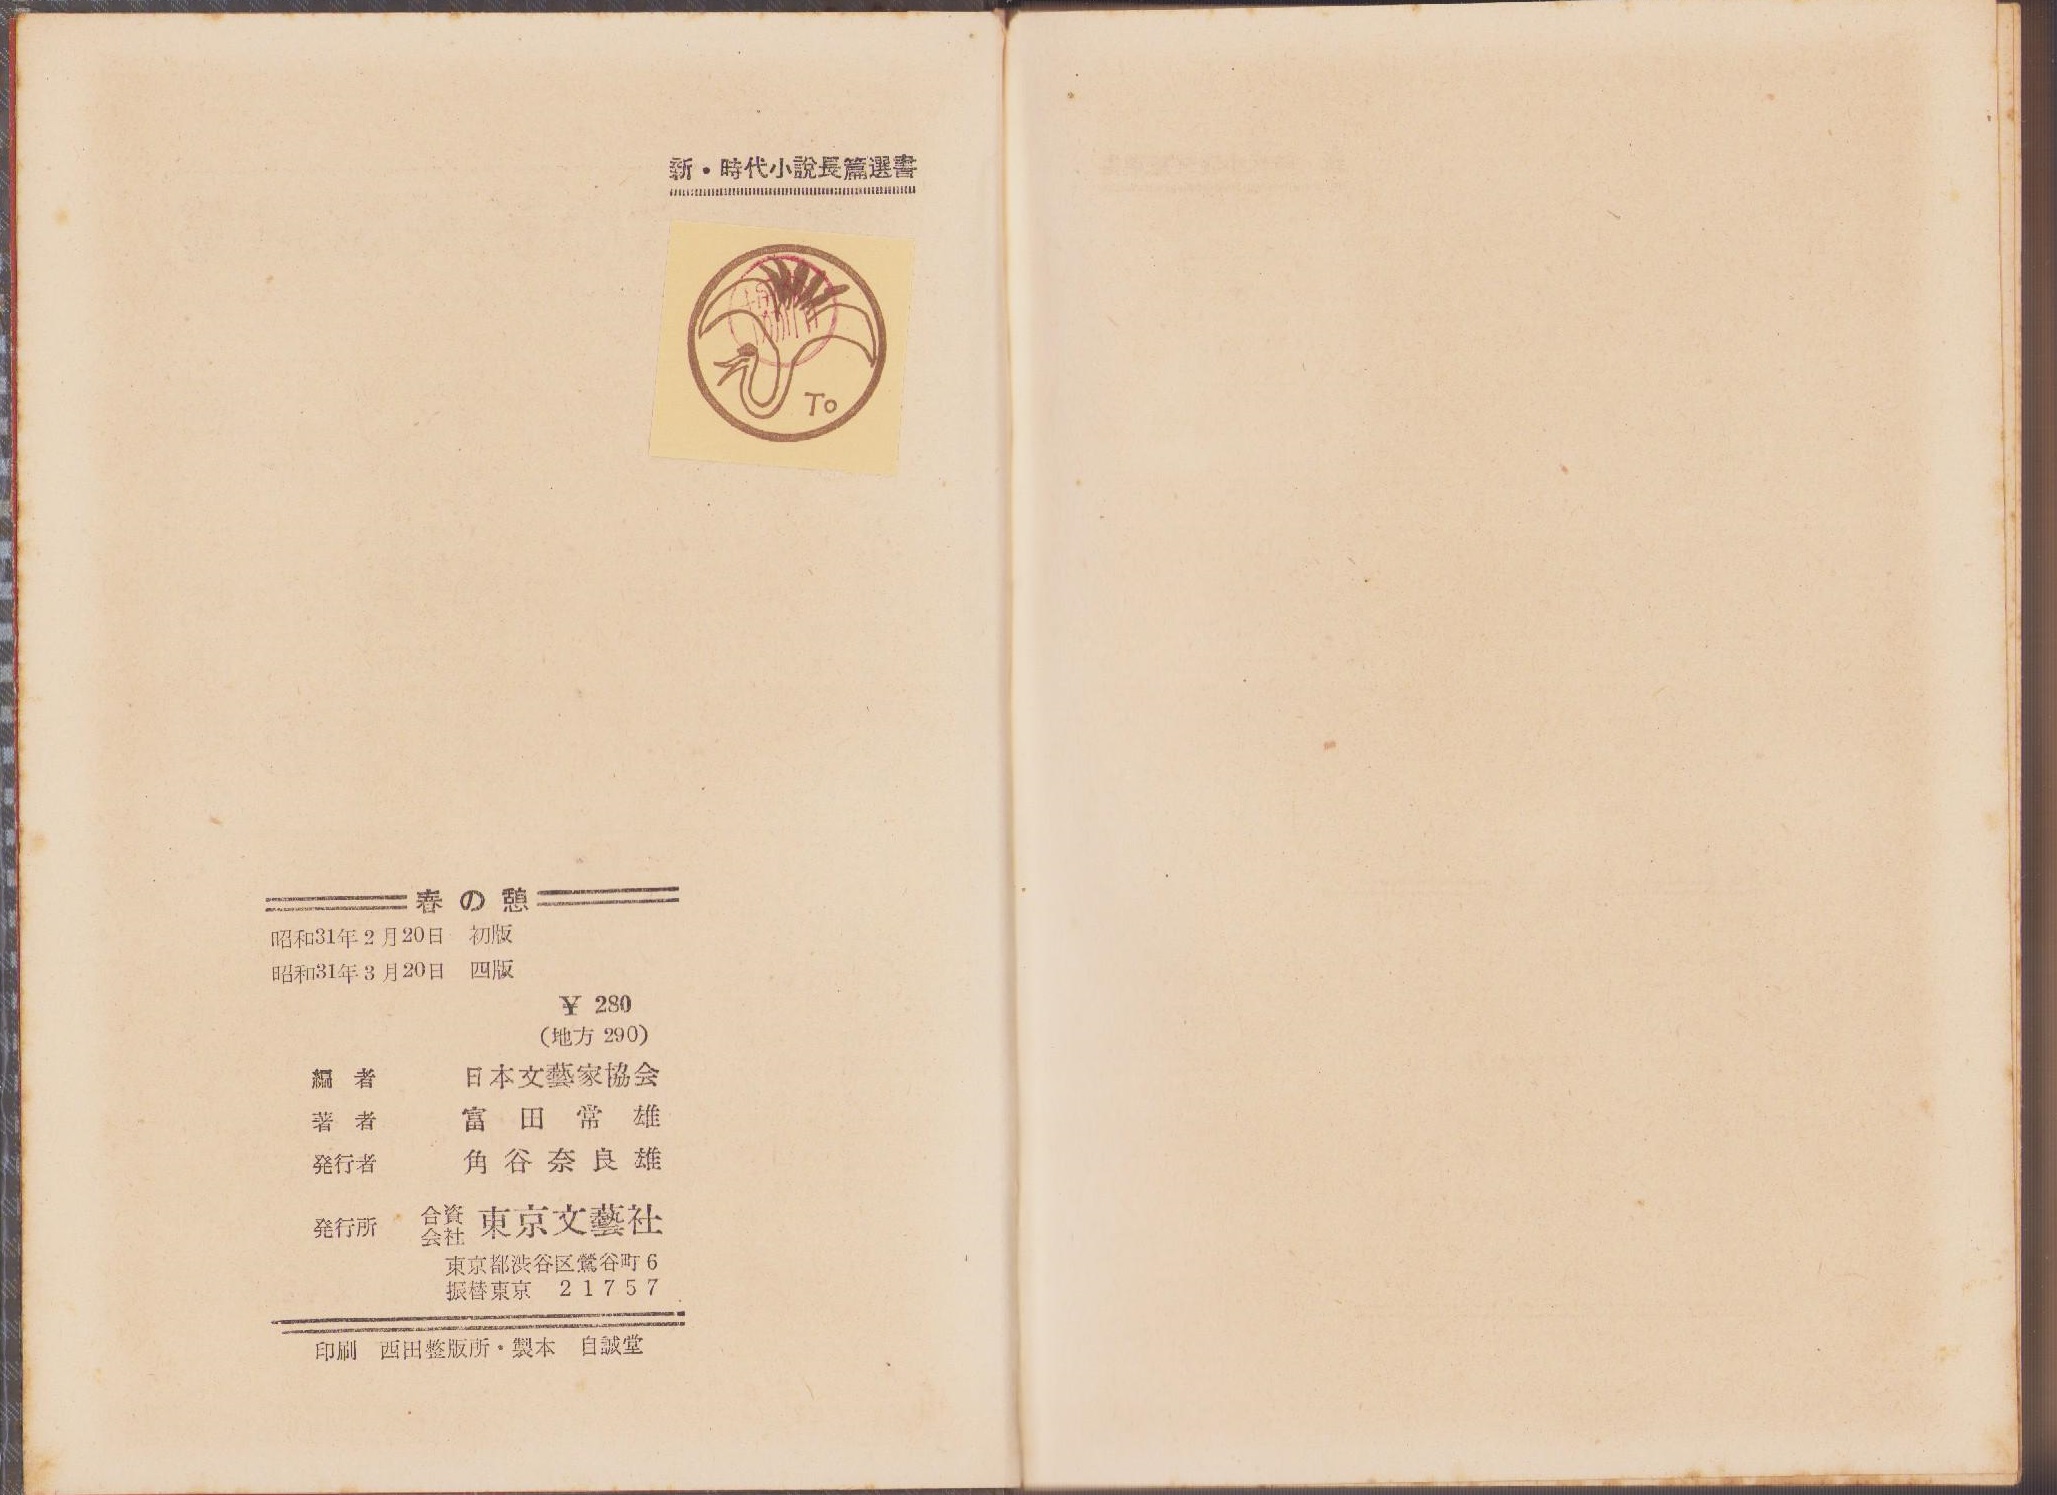 新・時代小說長篇選書
To
春の憩
昭和31年2月20日 初版
昭和31年3月20日 四版
¥ 280
(地方 290)
編者 日本文藝家協会
著者 富田常雄
発行者 角谷奈良雄
発行所 合資会社 東京文藝社
東京都渋谷区鶯谷町6
振替東京 21757
印刷 西田整版所・製本 自誠堂